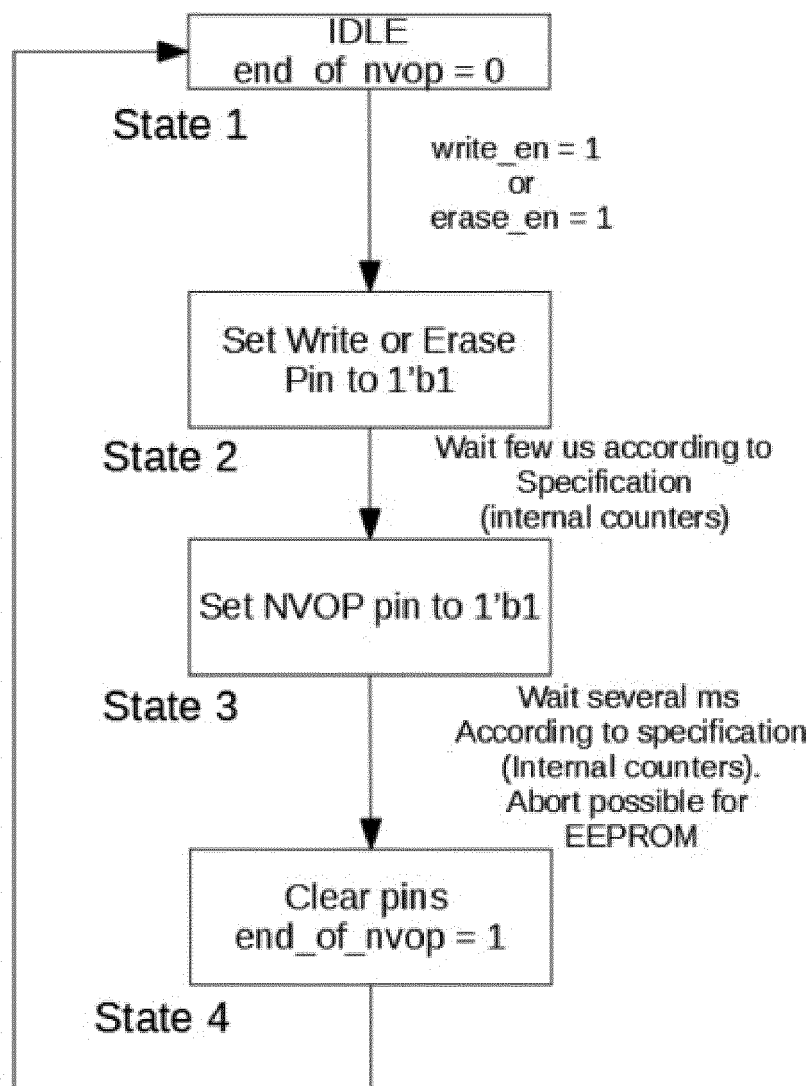 IDLE
end_of_nvop = 0
State 1
write_en = 1
or
erase_en = 1
Set Write or Erase
Pin to 1'b1
State 2
Wait few us according to
Specification
(internal counters)
Set NVOP pin to 1'b1
State 3
Wait several ms
According to specification
(Internal counters).
Abort possible for
EEPROM
Clear pins
end_of_nvop = 1
State 4